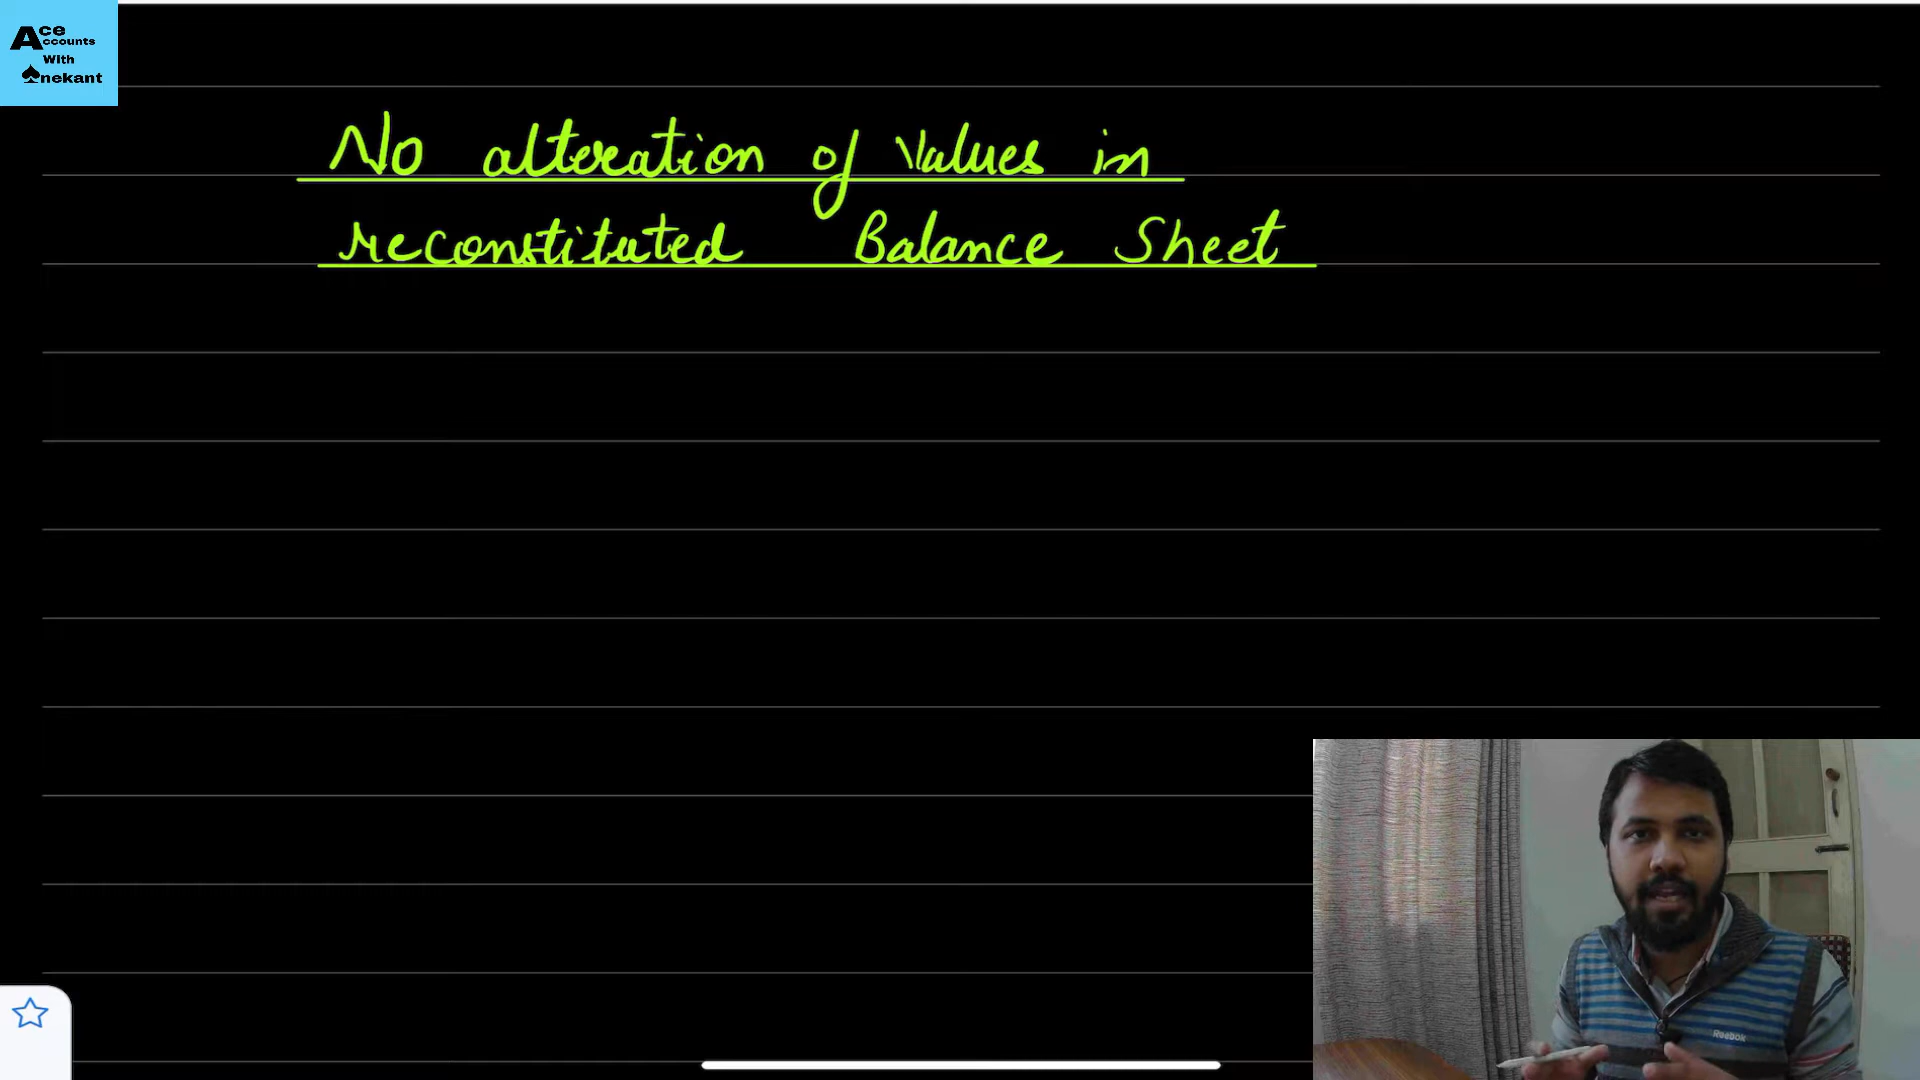 Ace
Accounts
With
Anekant
No alteration of values in
reconstituted Balance Sheet
Reebok